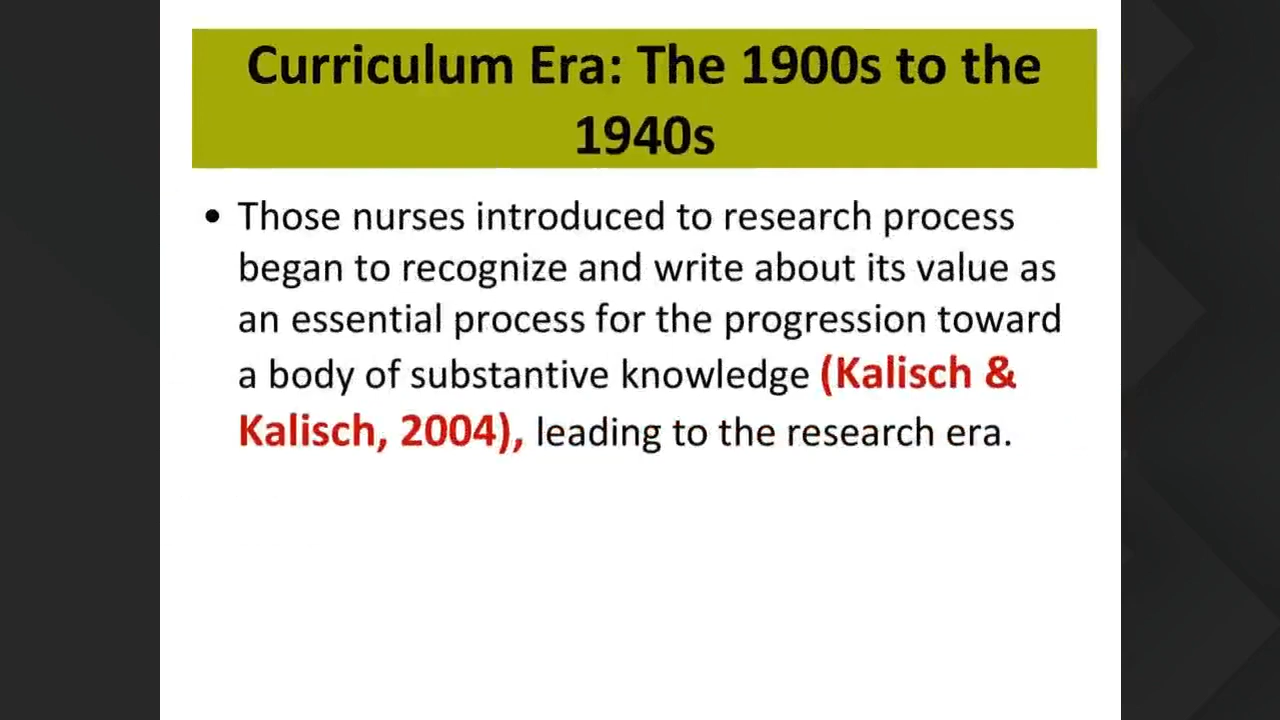 Curriculum Era: The 1900s to the
1940s
• Those nurses introduced to research process
began to recognize and write about its value as
an essential process for the progression toward
a body of substantive knowledge (Kalisch &
Kalisch, 2004), leading to the research era.